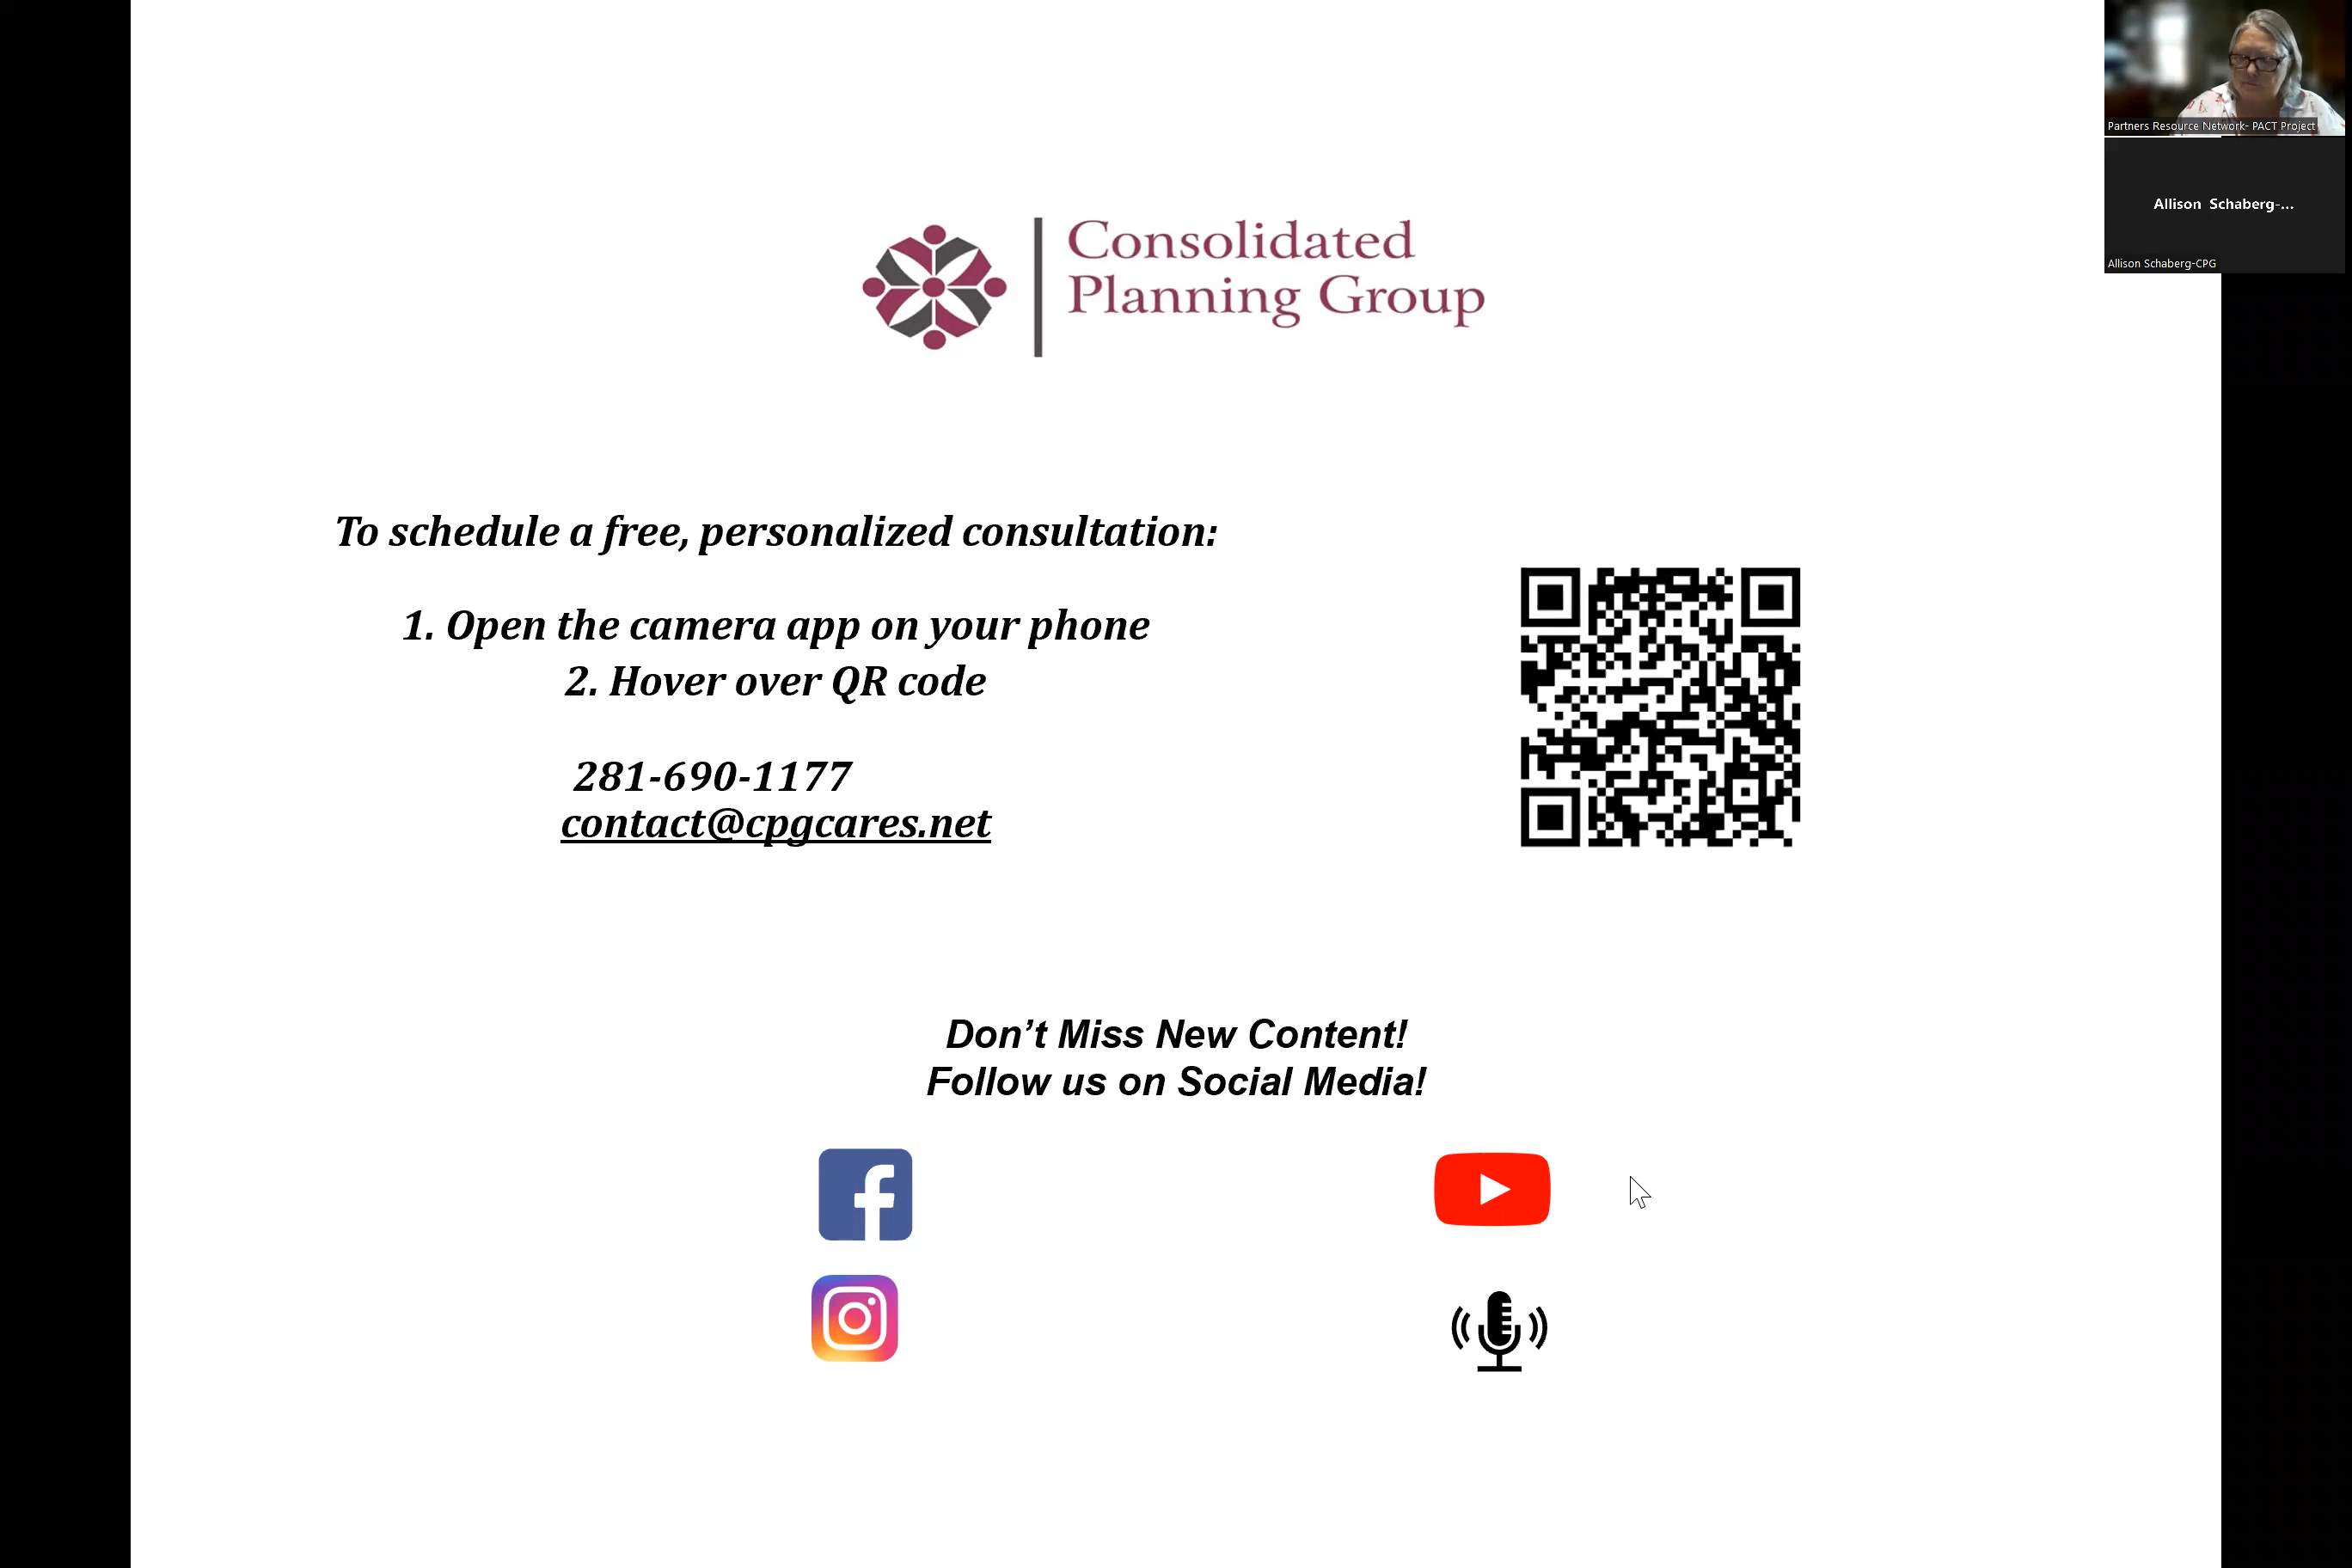 Partners Resource Network- PACT Project
Allison Schaberg-...
Allison Schaberg-CPG
Consolidated
Planning Group
To schedule a free, personalized consultation:
1. Open the camera app on your phone
2. Hover over QR code
281-690-1177
contact@cpgcares.net
Don’t Miss New Content!
Follow us on Social Media!